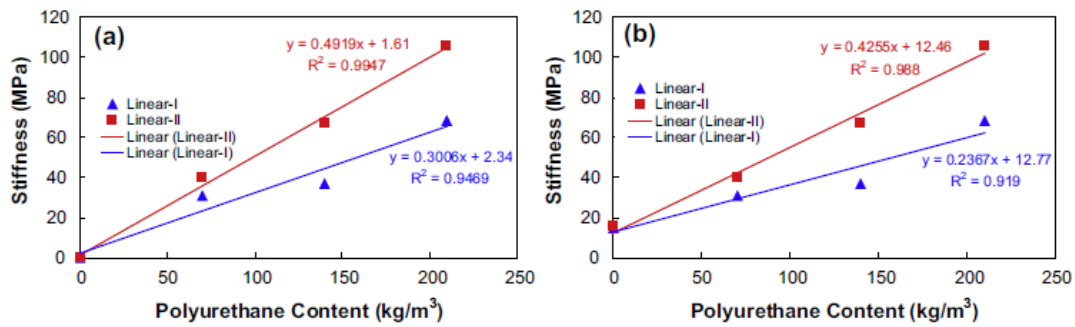 (a)
120
100
80
60
40
20
0
Stiffness (MPa)
y = 0.4919x + 1.61
R² = 0.9947
Linear-I
Linear-II
Linear (Linear-II)
Linear (Linear-I)
y = 0.3006x + 2.34
R² = 0.9469
0 50 100 150 200 250
Polyurethane Content (kg/m³)
(b)
120
100
80
60
40
20
0
Stiffness (MPa)
y = 0.4255x + 12.46
R² = 0.988
Linear-I
Linear-II
Linear (Linear-II)
Linear (Linear-I)
y = 0.2367x + 12.77
R² = 0.919
0 50 100 150 200 250
Polyurethane Content (kg/m³)